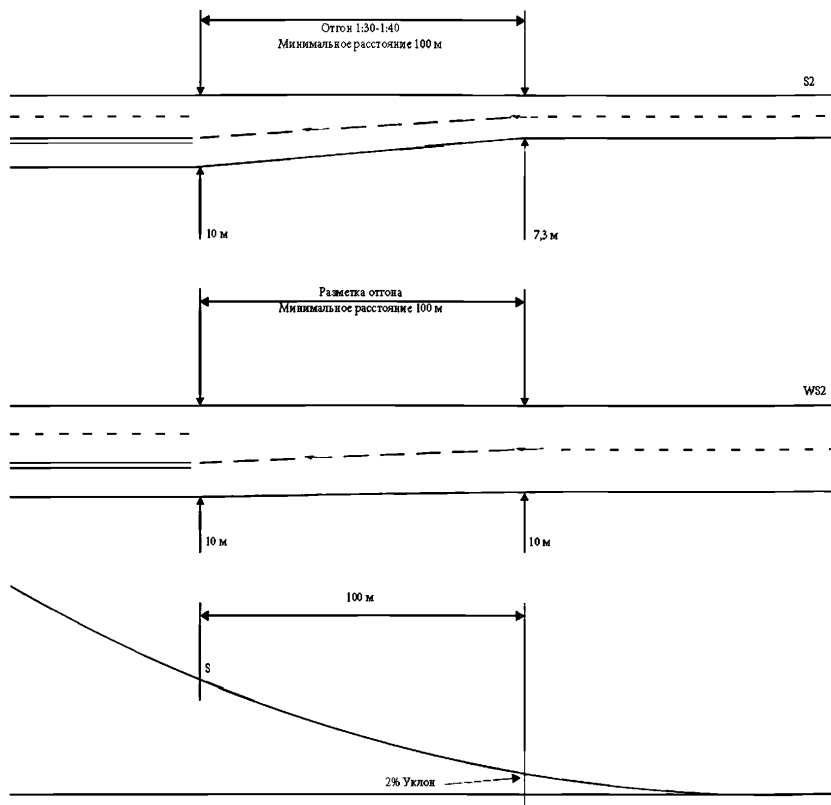 Отгон 1:30-1:40
Минимальное расстояние 100 м
S2
10 м
7,3 м
Разметка отгона
Минимальное расстояние 100 м
WS2
10 м
10 м
100 м
S
2% Уклон